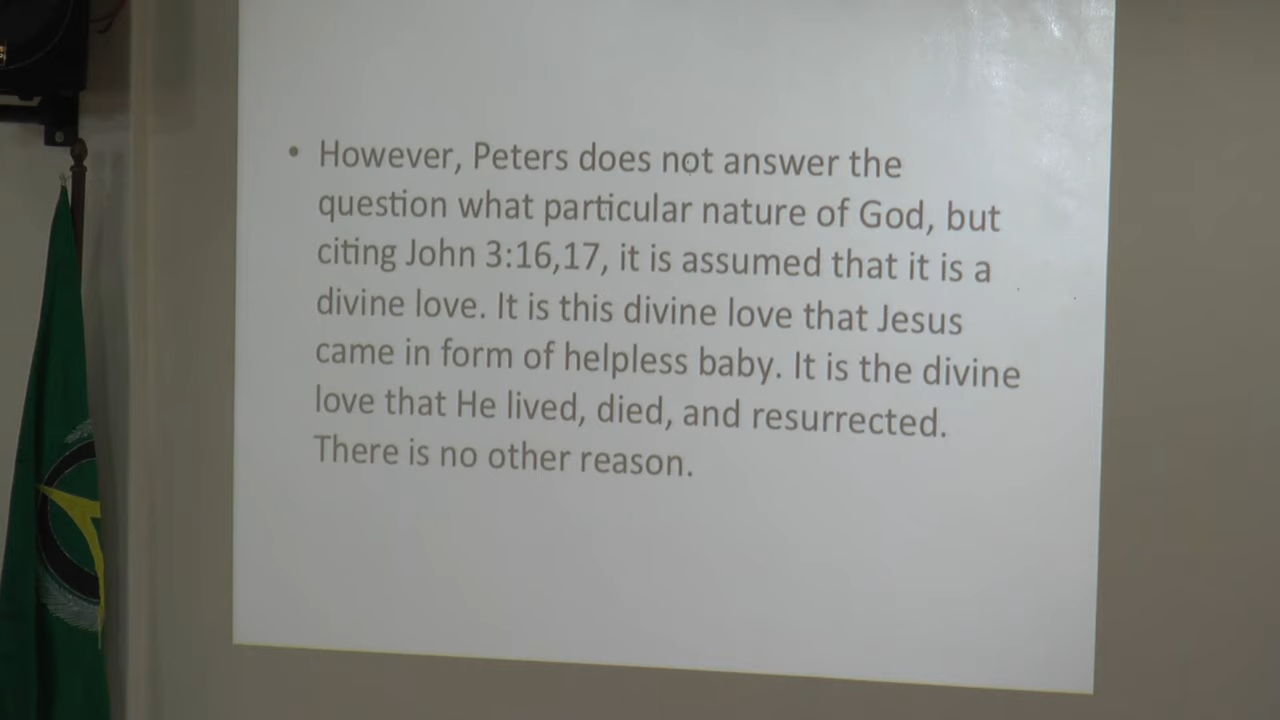 • However, Peters does not answer the
question what particular nature of God, but
citing John 3:16,17, it is assumed that it is a
divine love. It is this divine love that Jesus
came in form of helpless baby. It is the divine
love that He lived, died, and resurrected.
There is no other reason.